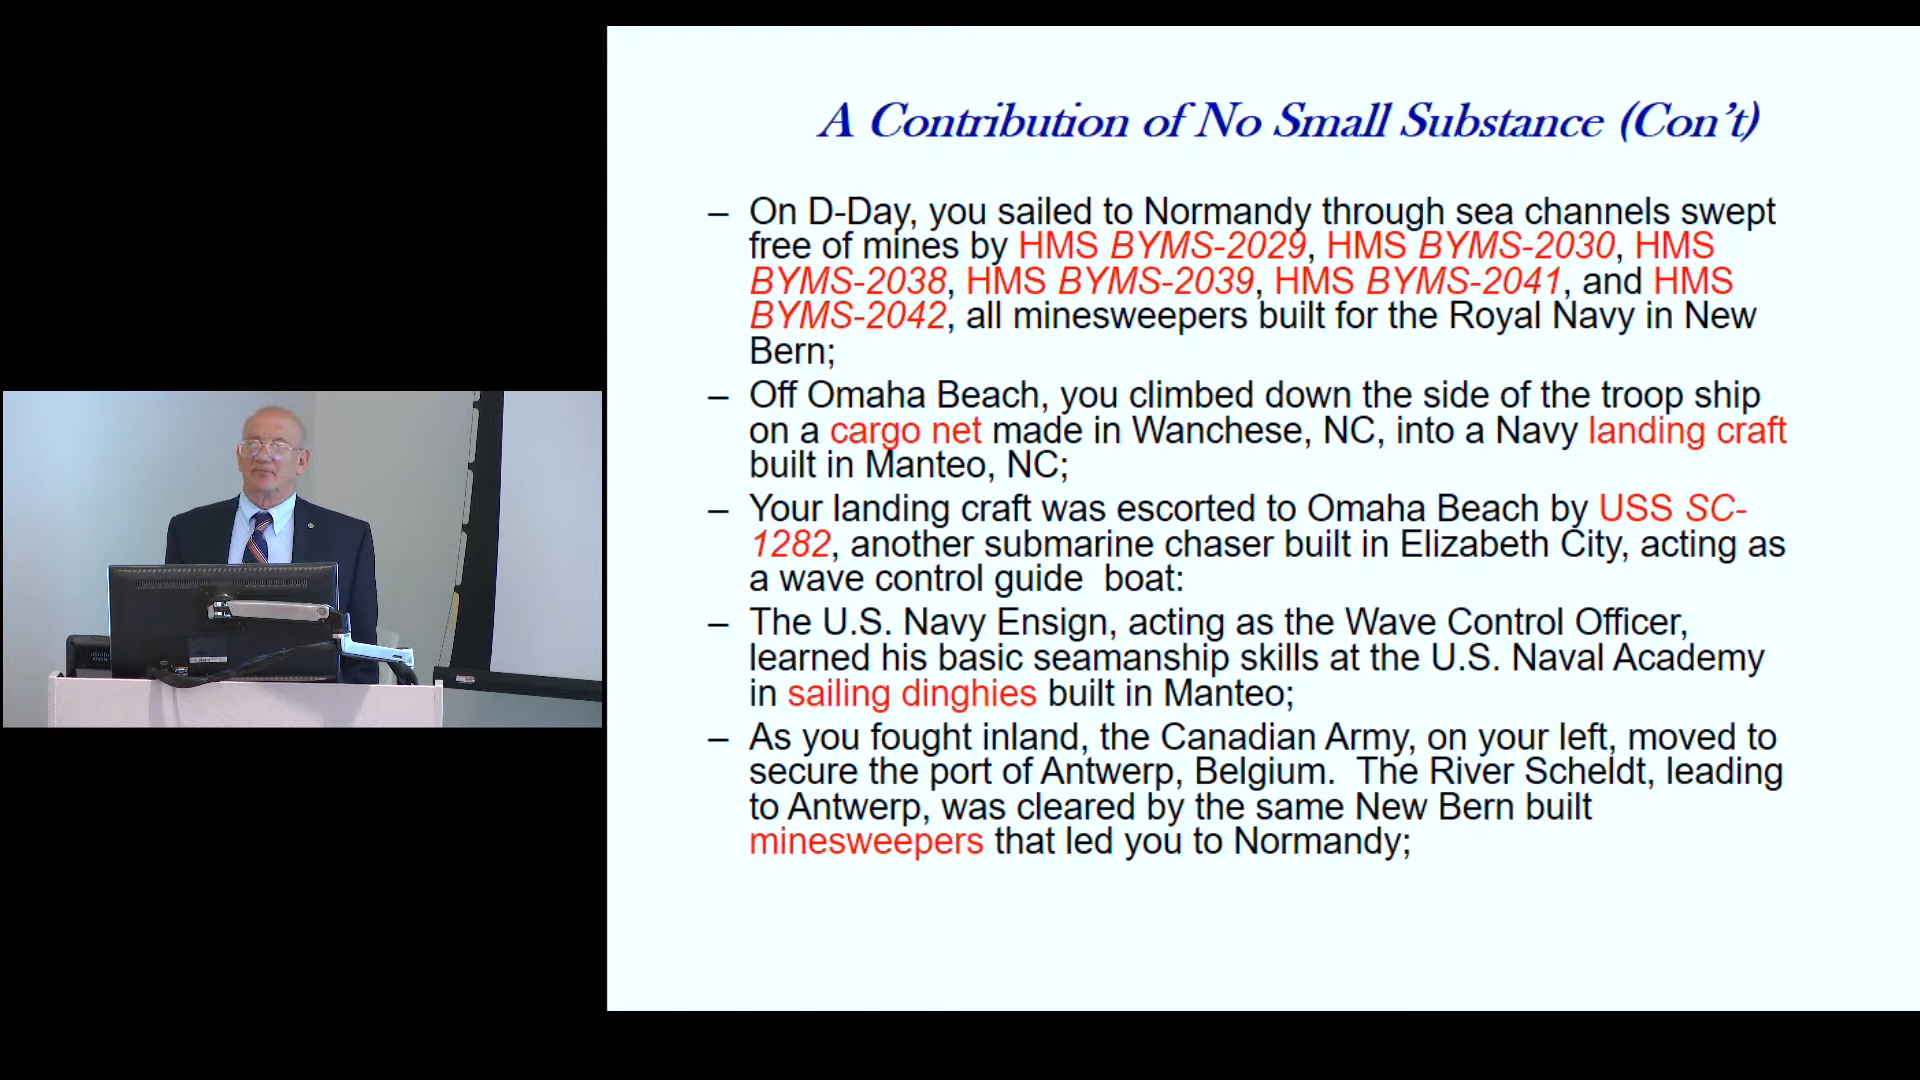 A Contribution of No Small Substance (Con’t)
– On D-Day, you sailed to Normandy through sea channels swept
free of mines by HMS BYMS-2029, HMS BYMS-2030, HMS
BYMS-2038, HMS BYMS-2039, HMS BYMS-2041, and HMS
BYMS-2042, all minesweepers built for the Royal Navy in New
Bern;
– Off Omaha Beach, you climbed down the side of the troop ship
on a cargo net made in Wanchese, NC, into a Navy landing craft
built in Manteo, NC;
– Your landing craft was escorted to Omaha Beach by USS SC-
1282, another submarine chaser built in Elizabeth City, acting as
a wave control guide  boat:
– The U.S. Navy Ensign, acting as the Wave Control Officer,
learned his basic seamanship skills at the U.S. Naval Academy
in sailing dinghies built in Manteo;
– As you fought inland, the Canadian Army, on your left, moved to
secure the port of Antwerp, Belgium.  The River Scheldt, leading
to Antwerp, was cleared by the same New Bern built
minesweepers that led you to Normandy;